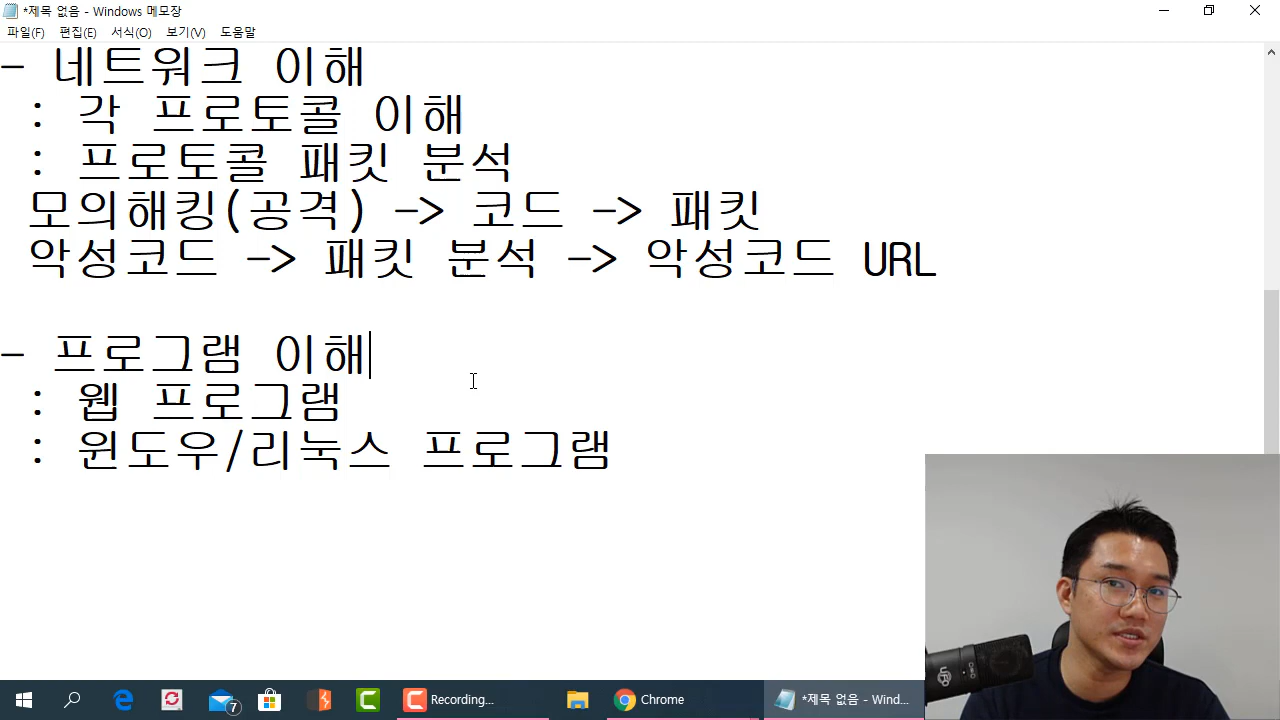 *제목 없음 - Windows 메모장
파일(F) 편집(E) 서식(O) 보기(V) 도움말
- 네트워크 이해
: 각 프로토콜 이해
: 프로토콜 패킷 분석
모의해킹(공격) -> 코드 -> 패킷
악성코드 -> 패킷 분석 -> 악성코드 URL
- 프로그램 이해
: 웹 프로그램
: 윈도우/리눅스 프로그램
7 Recording... Chrome *제목 없음 - Wind...